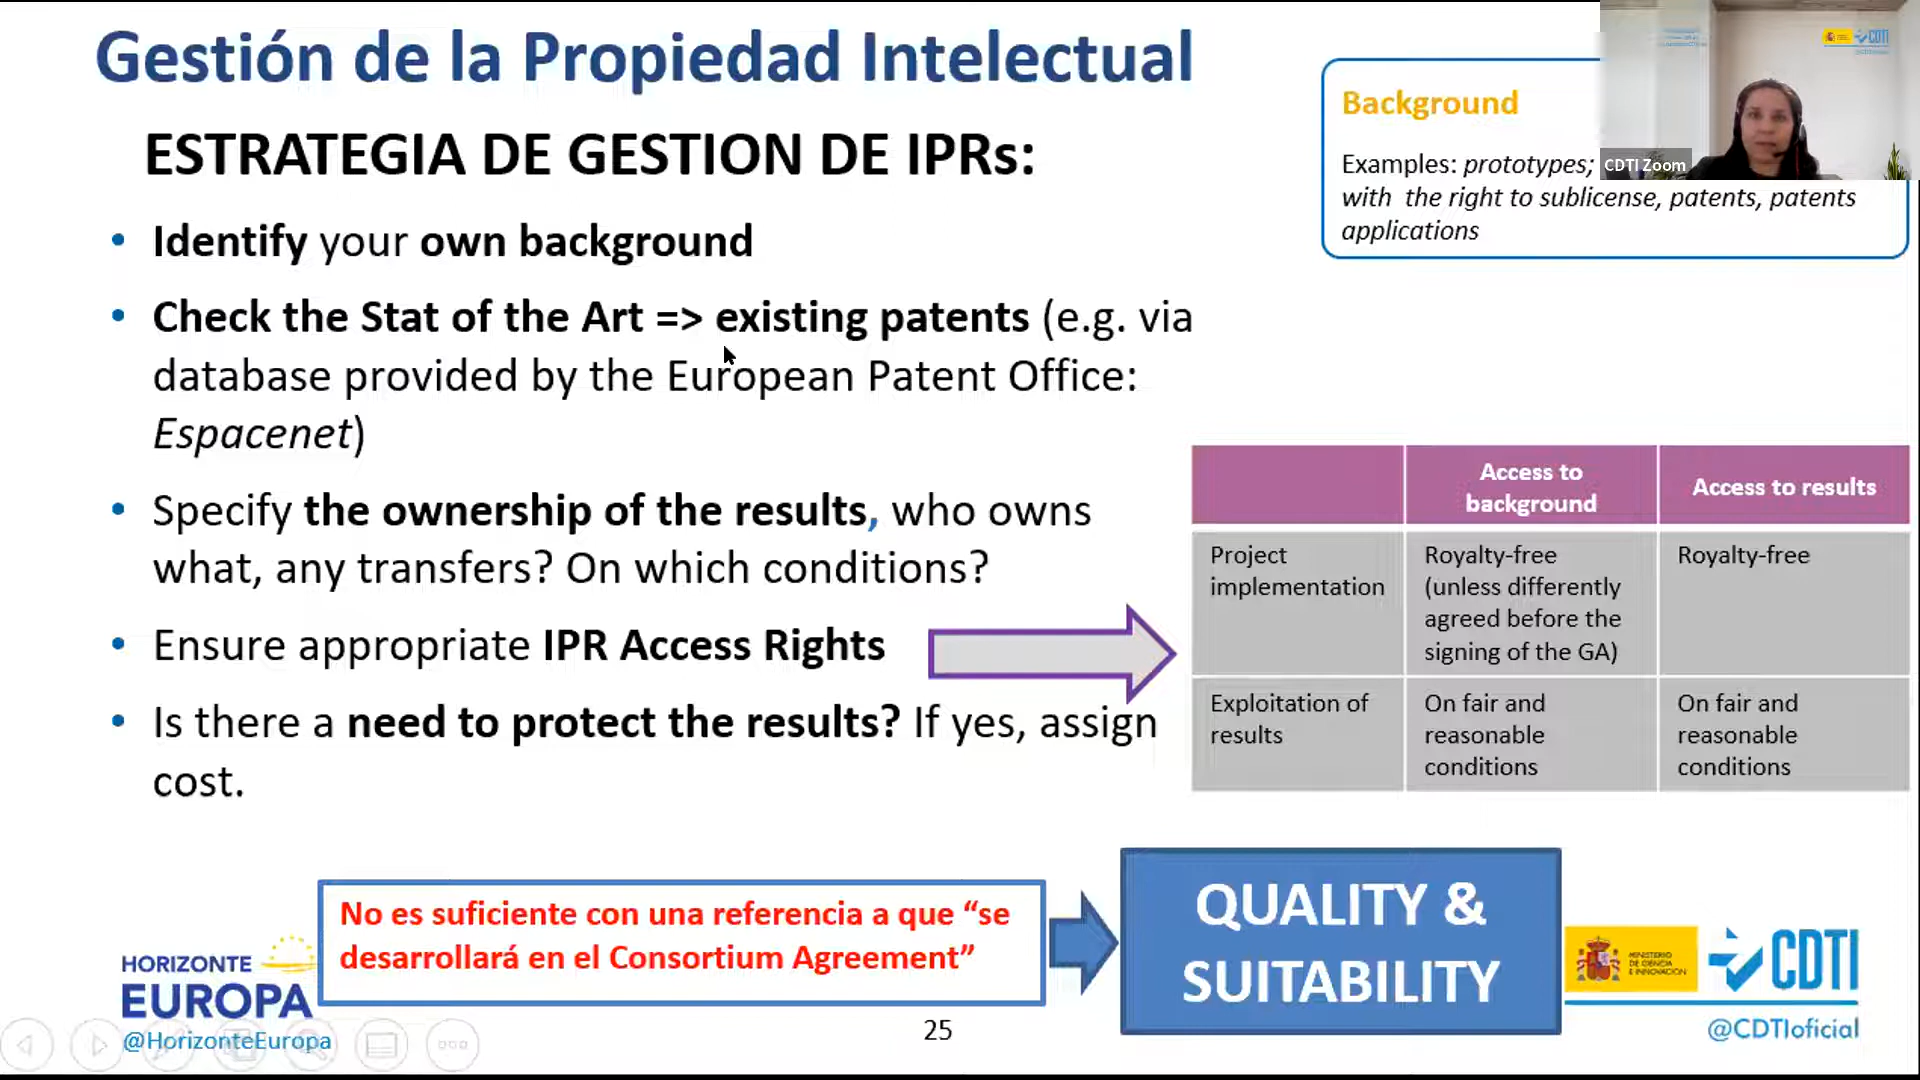 Gestión de la Propiedad Intelectual
ESTRATEGIA DE GESTION DE IPRs:
• Identify your own background
• Check the Stat of the Art => existing patents (e.g. via
database provided by the European Patent Office:
Espacenet)
• Specify the ownership of the results, who owns
what, any transfers? On which conditions?
• Ensure appropriate IPR Access Rights
• Is there a need to protect the results? If yes, assign
cost.
Background
Examples: prototypes;
with the right to sublicense, patents, patents
applications
CDTI
CDTI Zoom
Access to
background
Access to results
Project
implementation
Royalty-free
(unless differently
agreed before the
signing of the GA)
Royalty-free
Exploitation of
results
On fair and
reasonable
conditions
On fair and
reasonable
conditions
No es suficiente con una referencia a que “se
desarrollará en el Consortium Agreement”
QUALITY &
SUITABILITY
HORIZONTE
EUROPA
@HorizonteEuropa
25
MINISTERIO
DE CIENCIA
E INNOVACIÓN
CDTI
@CDTIoficial